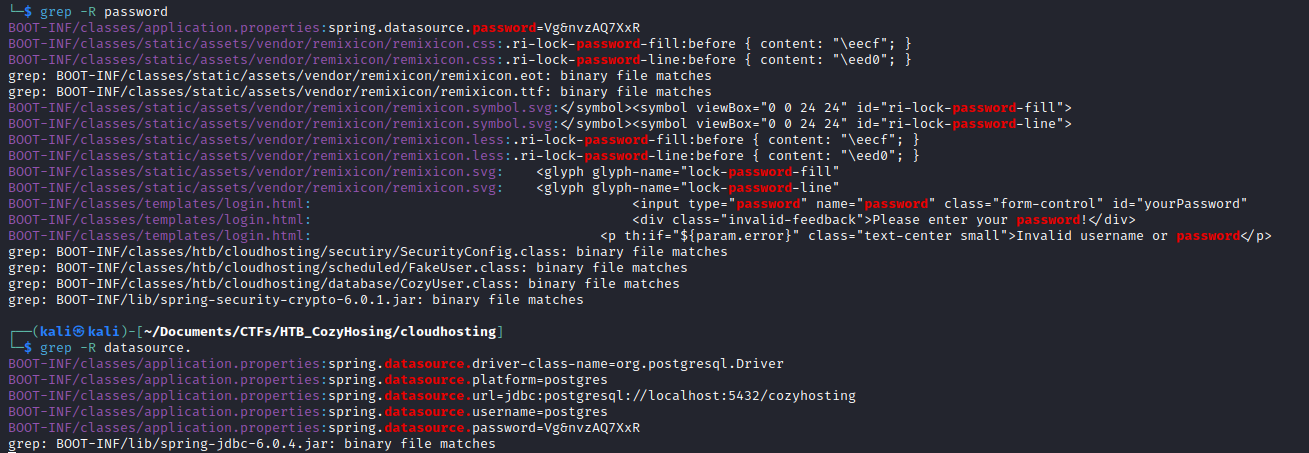 └─$ grep -R password
BOOT-INF/classes/application.properties:spring.datasource.password=Vg&nvzAQ7XxR
BOOT-INF/classes/static/assets/vendor/remixicon/remixicon.css:.ri-lock-password-fill:before { content: "\eecf"; }
BOOT-INF/classes/static/assets/vendor/remixicon/remixicon.css:.ri-lock-password-line:before { content: "\eed0"; }
grep: BOOT-INF/classes/static/assets/vendor/remixicon/remixicon.eot: binary file matches
grep: BOOT-INF/classes/static/assets/vendor/remixicon/remixicon.ttf: binary file matches
BOOT-INF/classes/static/assets/vendor/remixicon/remixicon.symbol.svg:</symbol><symbol viewBox="0 0 24 24" id="ri-lock-password-fill">
BOOT-INF/classes/static/assets/vendor/remixicon/remixicon.symbol.svg:</symbol><symbol viewBox="0 0 24 24" id="ri-lock-password-line">
BOOT-INF/classes/static/assets/vendor/remixicon/remixicon.less:.ri-lock-password-fill:before { content: "\eecf"; }
BOOT-INF/classes/static/assets/vendor/remixicon/remixicon.less:.ri-lock-password-line:before { content: "\eed0"; }
BOOT-INF/classes/static/assets/vendor/remixicon/remixicon.svg:    <glyph glyph-name="lock-password-fill"
BOOT-INF/classes/static/assets/vendor/remixicon/remixicon.svg:    <glyph glyph-name="lock-password-line"
BOOT-INF/classes/templates/login.html:                                        <input type="password" name="password" class="form-control" id="yourPassword"
BOOT-INF/classes/templates/login.html:                                        <div class="invalid-feedback">Please enter your password!</div>
BOOT-INF/classes/templates/login.html:                                    <p th:if="${param.error}" class="text-center small">Invalid username or password</p>
grep: BOOT-INF/classes/htb/cloudhosting/secutiry/SecurityConfig.class: binary file matches
grep: BOOT-INF/classes/htb/cloudhosting/scheduled/FakeUser.class: binary file matches
grep: BOOT-INF/classes/htb/cloudhosting/database/CozyUser.class: binary file matches
grep: BOOT-INF/lib/spring-security-crypto-6.0.1.jar: binary file matches
┌──(kali㉿kali)-[~/Documents/CTFs/HTB_CozyHosing/cloudhosting]
└─$ grep -R datasource.
BOOT-INF/classes/application.properties:spring.datasource.driver-class-name=org.postgresql.Driver
BOOT-INF/classes/application.properties:spring.datasource.platform=postgres
BOOT-INF/classes/application.properties:spring.datasource.url=jdbc:postgresql://localhost:5432/cozyhosting
BOOT-INF/classes/application.properties:spring.datasource.username=postgres
BOOT-INF/classes/application.properties:spring.datasource.password=Vg&nvzAQ7XxR
grep: BOOT-INF/lib/spring-jdbc-6.0.4.jar: binary file matches